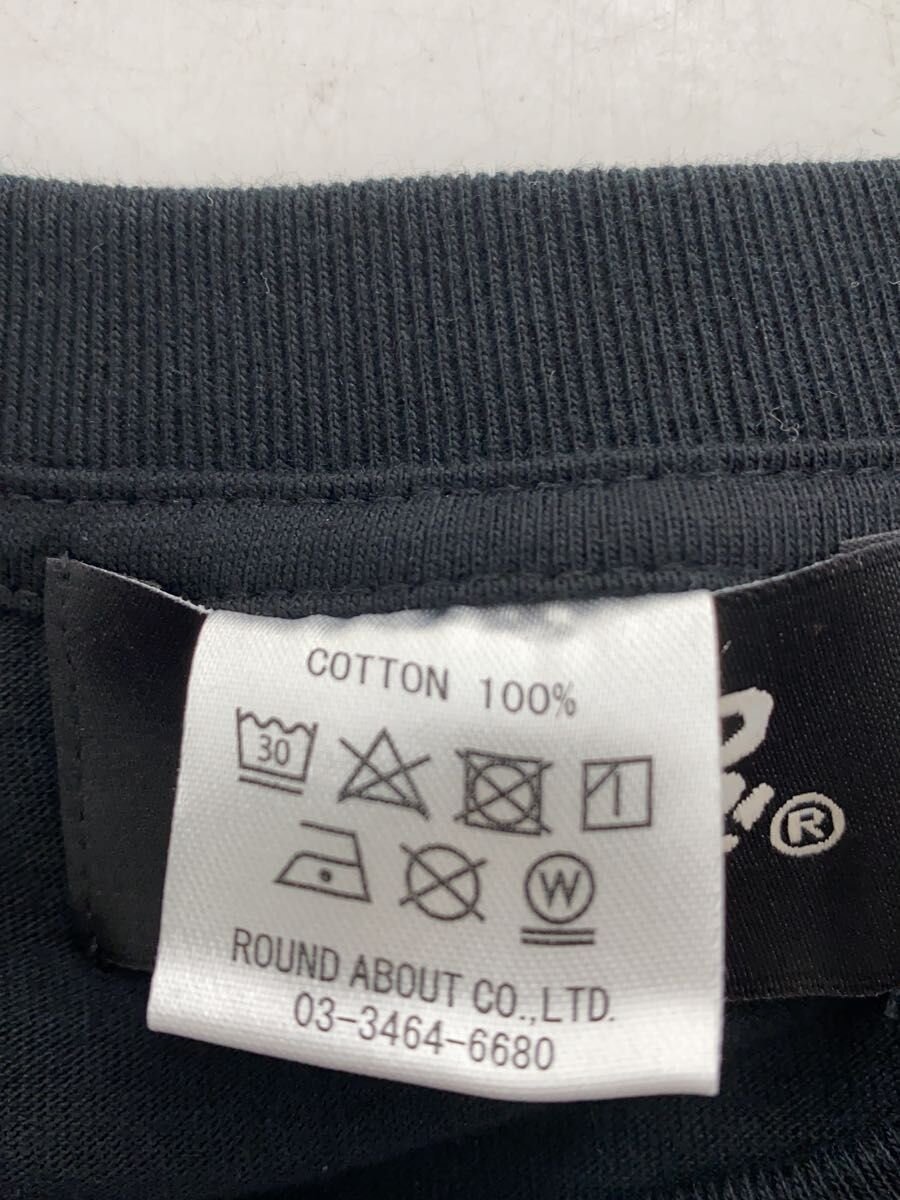 COTTON 100%
30
W
ROUND ABOUT CO.,LTD.
03-3464-6680
®